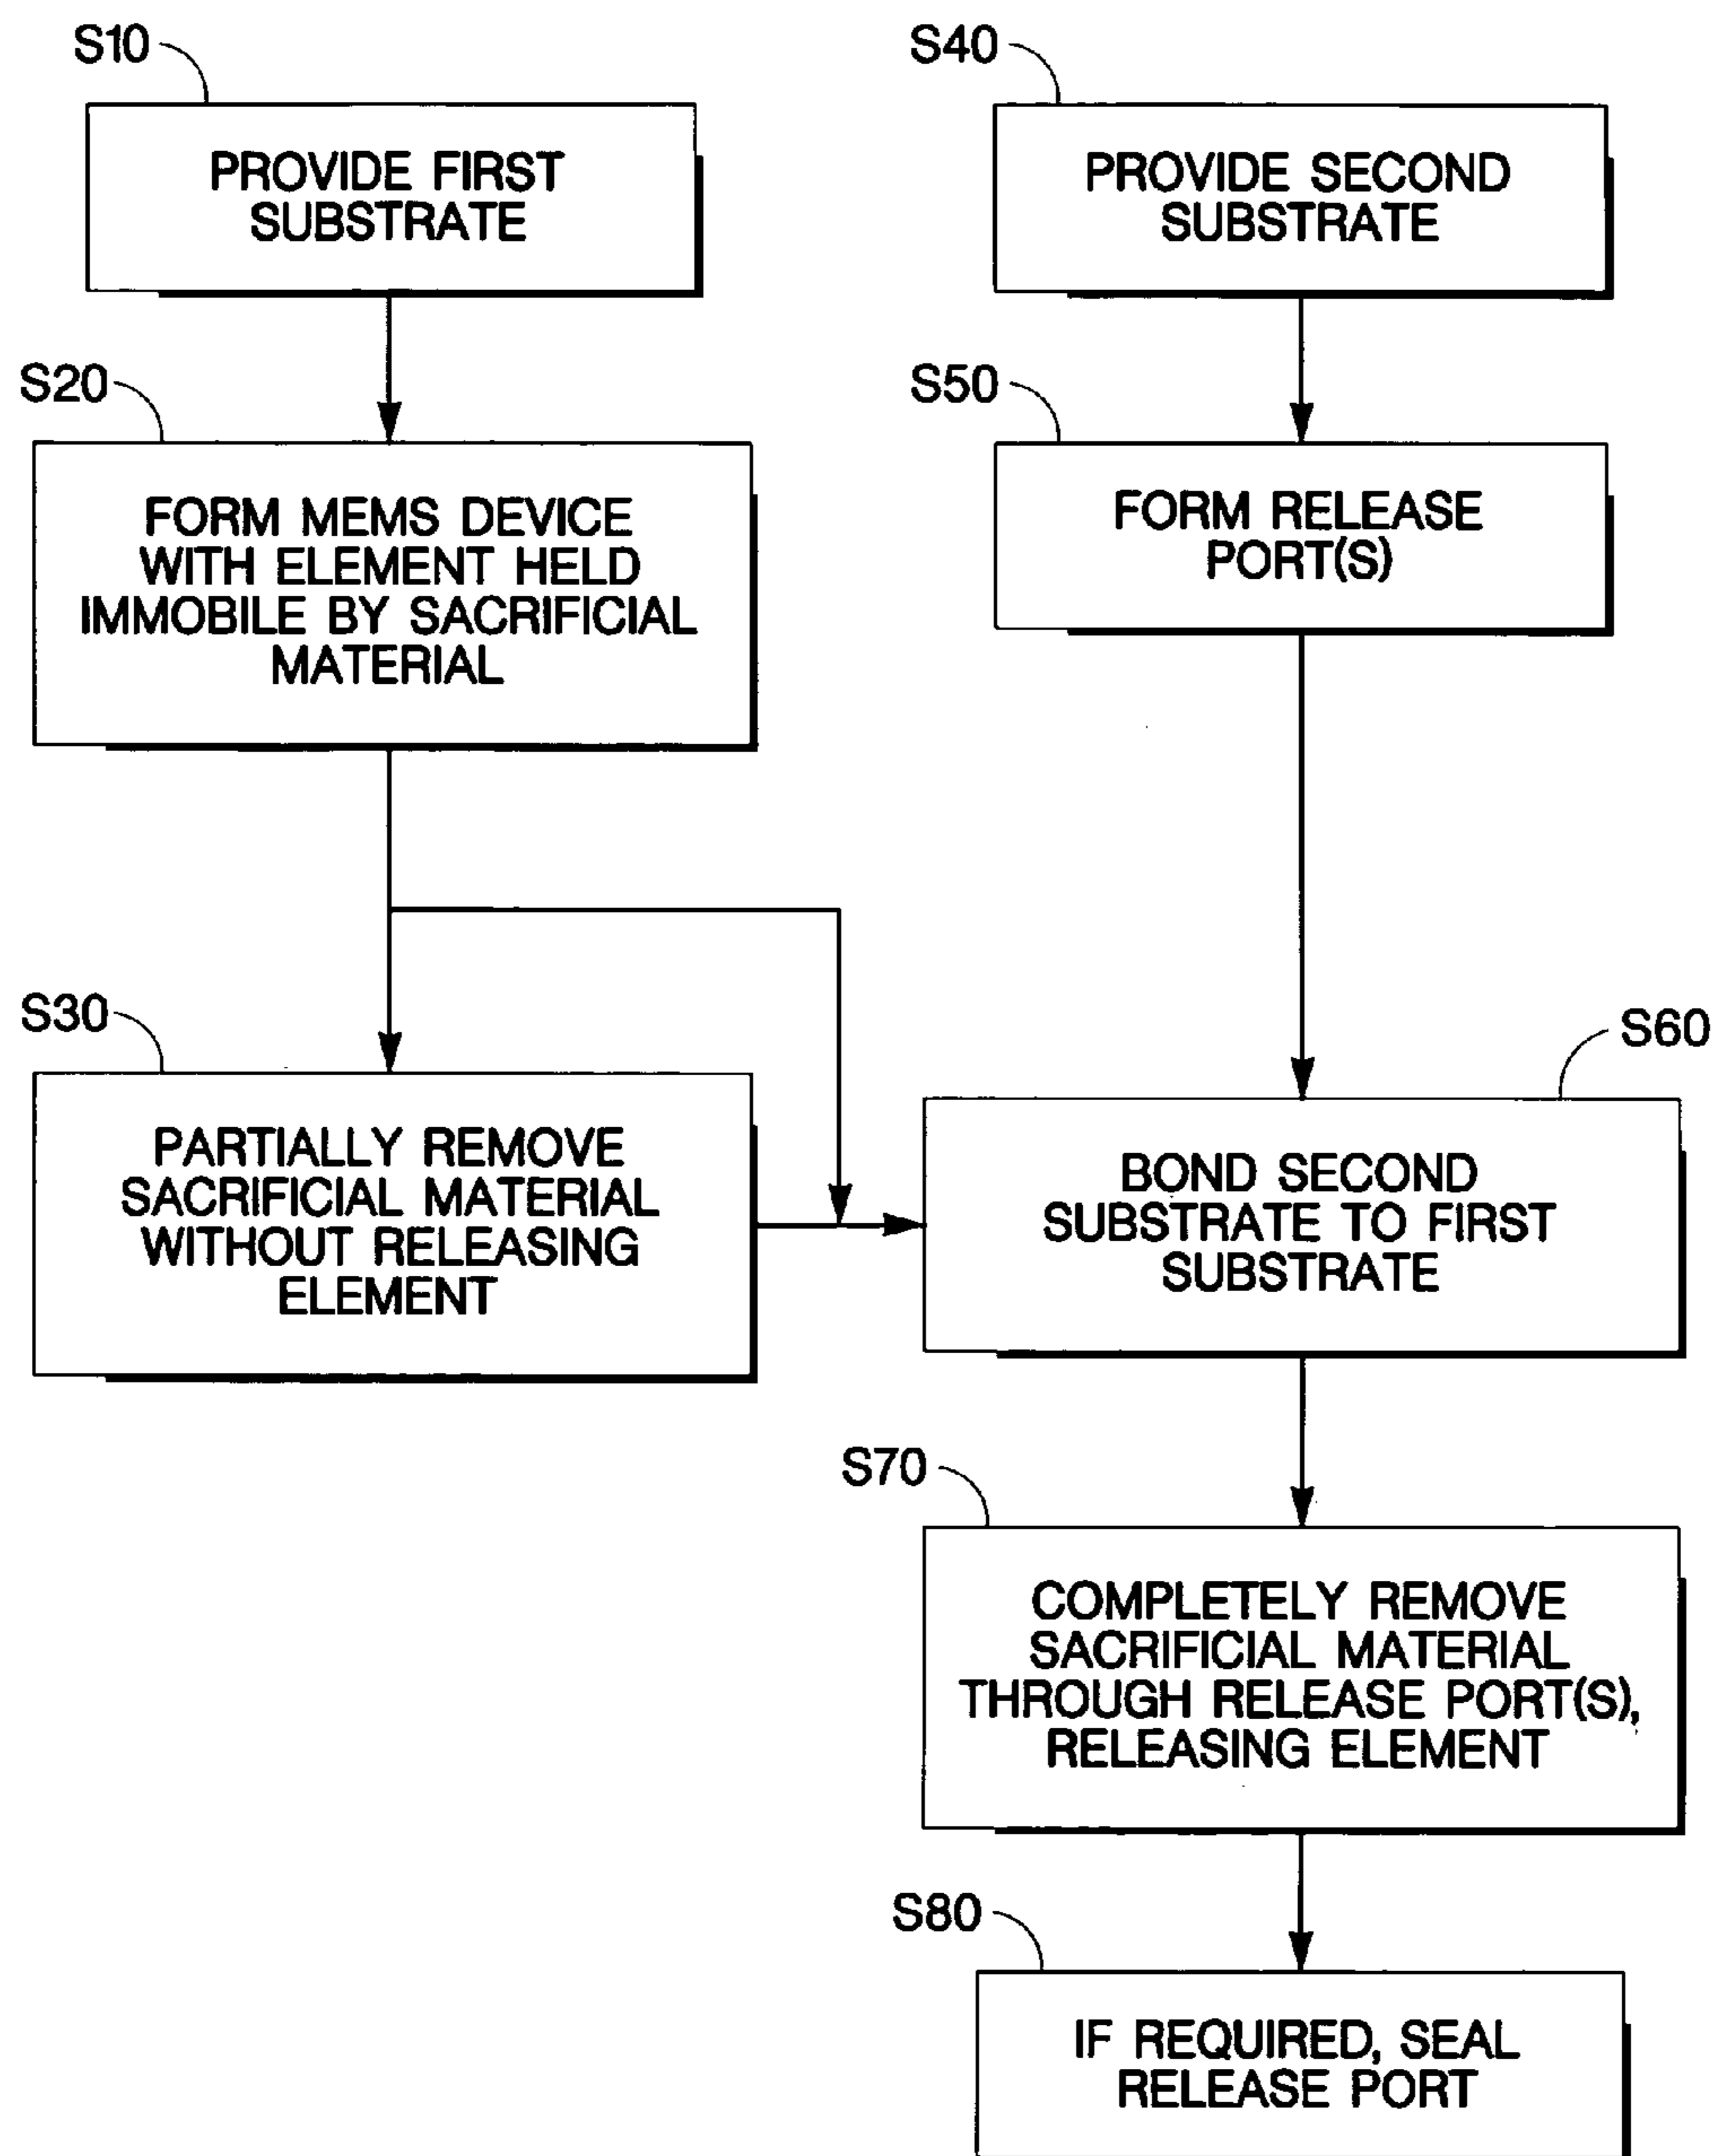 S10
PROVIDE FIRST
SUBSTRATE
S40
PROVIDE SECOND
SUBSTRATE
S20
FORM MEMS DEVICE
WITH ELEMENT HELD
IMMOBILE BY SACRIFICIAL
MATERIAL
S50
FORM RELEASE
PORT(S)
S30
PARTIALLY REMOVE
SACRIFICIAL MATERIAL
WITHOUT RELEASING
ELEMENT
S60
BOND SECOND
SUBSTRATE TO FIRST
SUBSTRATE
S70
COMPLETELY REMOVE
SACRIFICIAL MATERIAL
THROUGH RELEASE PORT(S),
RELEASING ELEMENT
S80
IF REQUIRED, SEAL
RELEASE PORT